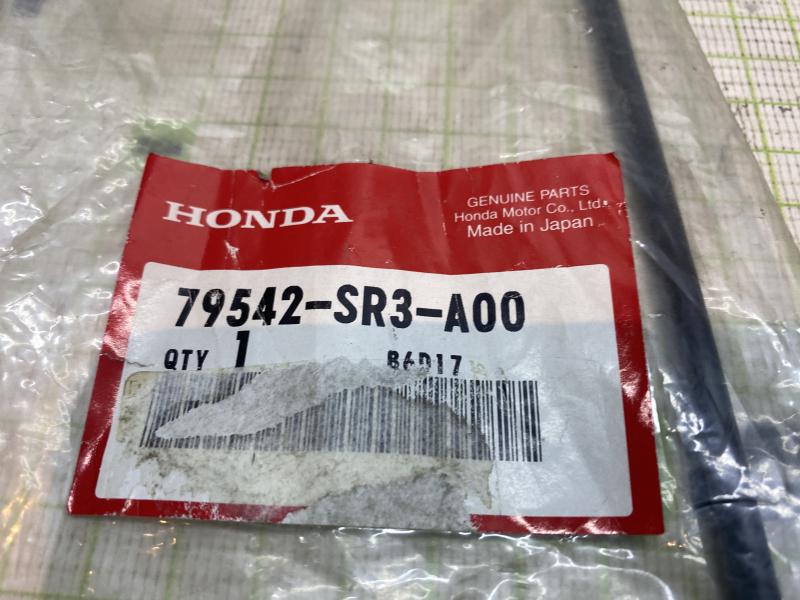 HONDA
GENUINE PARTS
Honda Motor Co., Ltd.
Made in Japan
79542-SR3-A00
QTY 1 B6D17